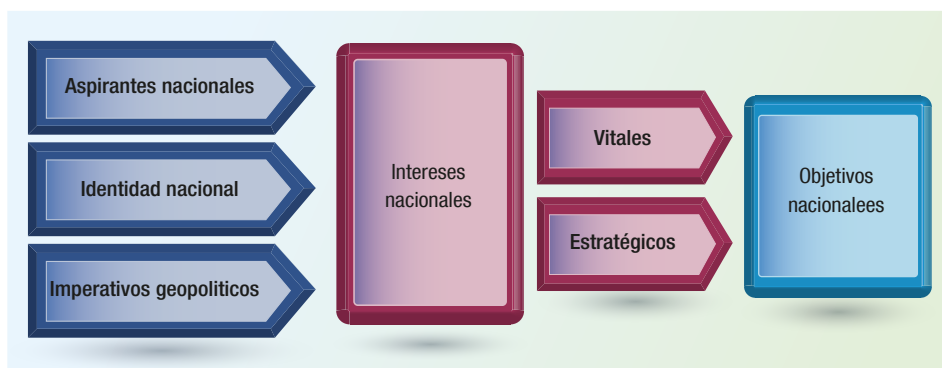 Aspirantes nacionales
Identidad nacional
Imperativos geopoliticos
Intereses
nacionales
Vitales
Estratégicos
Objetivos
nacionalees